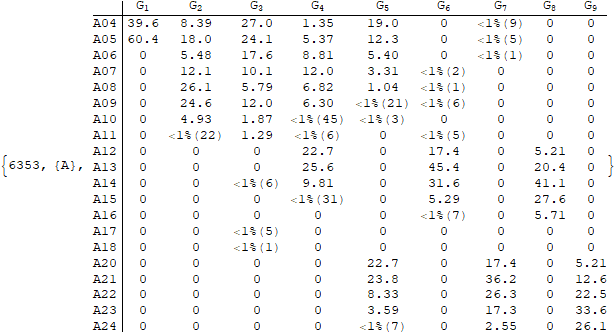 G1 G2 G3 G4 G5 G6 G7 G8 G9
A04 39.6 8.39 27.0 1.35 19.0 0 <1%(9) 0 0
A05 60.4 18.0 24.1 5.37 12.3 0 <1%(5) 0 0
A06 0 5.48 17.6 8.81 5.40 0 <1%(1) 0 0
A07 0 12.1 10.1 12.0 3.31 <1%(2) 0 0 0
A08 0 26.1 5.79 6.82 1.04 <1%(1) 0 0 0
A09 0 24.6 12.0 6.30 <1%(21) <1%(6) 0 0 0
A10 0 4.93 1.87 <1%(45) <1%(3) 0 0 0 0
A11 0 <1%(22) 1.29 <1%(6) 0 <1%(5) 0 0 0
A12 0 0 0 22.7 0 17.4 0 5.21 0
{6353, {A}, A13 0 0 0 25.6 0 45.4 0 20.4 0 }
A14 0 0 <1%(6) 9.81 0 31.6 0 41.1 0
A15 0 0 0 <1%(31) 0 5.29 0 27.6 0
A16 0 0 0 0 0 <1%(7) 0 5.71 0
A17 0 0 <1%(5) 0 0 0 0 0 0
A18 0 0 <1%(1) 0 0 0 0 0 0
A20 0 0 0 0 22.7 0 17.4 0 5.21
A21 0 0 0 0 23.8 0 36.2 0 12.6
A22 0 0 0 0 8.33 0 26.3 0 22.5
A23 0 0 0 0 3.59 0 17.3 0 33.6
A24 0 0 0 0 <1%(7) 0 2.55 0 26.1